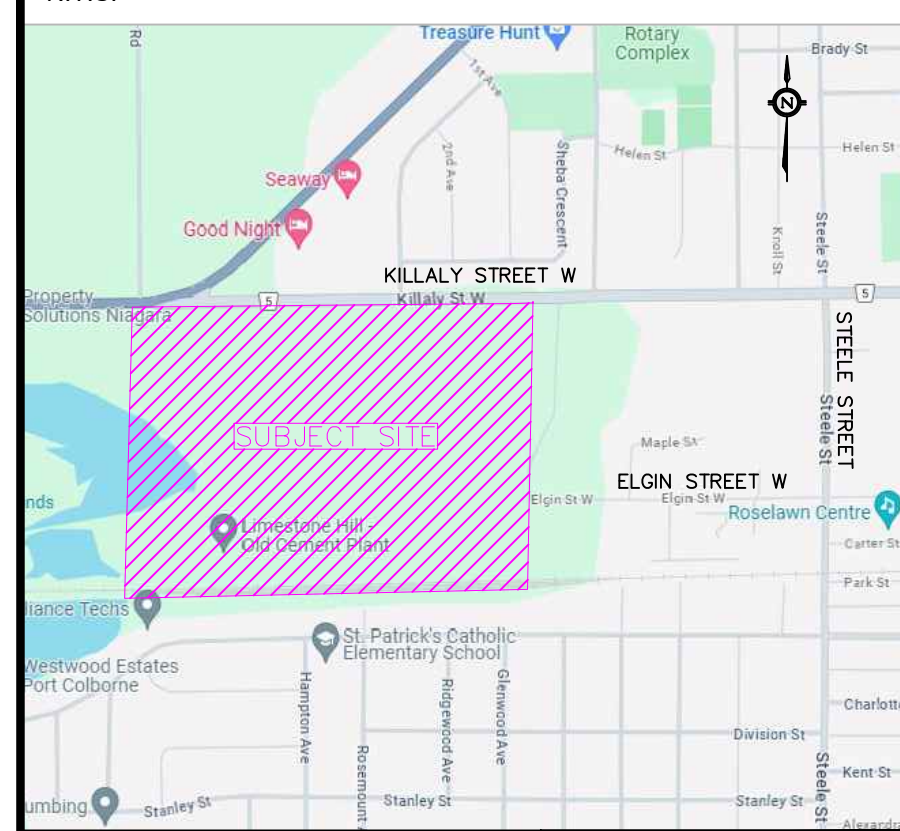 Rd
Treasure Hunt
Rotary
Complex
Brady St
1st Ave
2nd Ave
Sheba Crescent
Helen St
Helen St
N
Seaway
Good Night
Knoll St
Steele St
KILLALY STREET W
Killaly St W
5
5
Property
Solutions Niagara
STEELE STREET
Steele St
SUBJECT SITE
Maple St
ELGIN STREET W
Elgin St W
Elgin St W
nds
Roselawn Centre
Limestone Hill -
Old Cement Plant
Carter St
Park St
liance Techs
St. Patrick's Catholic
Elementary School
Westwood Estates
Port Colborne
Hampton Ave
Ridgewood Ave
Glenwood Ave
Rosemount
Charlott
Division St
Steele St
Kent St
umbing
Stanley St
Stanley St
Stanley St
Alexandra